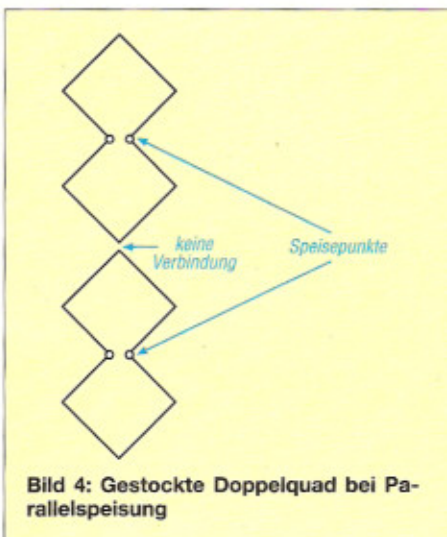 keine
Verbindung
Speisepunkte
Bild 4: Gestockte Doppelquad bei Pa-
rallelspeisung